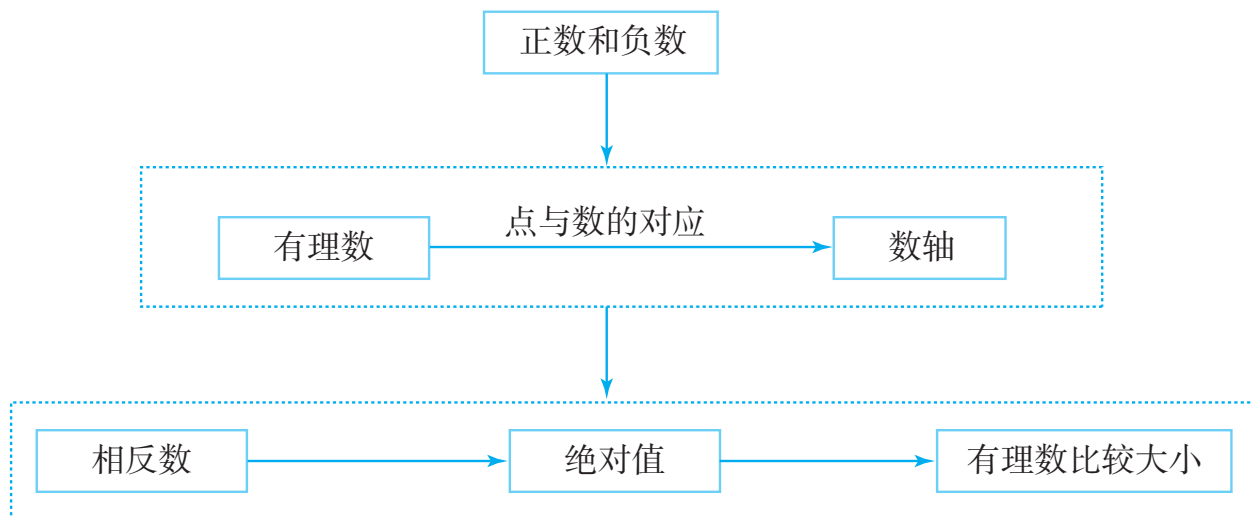 正数和负数
点与数的对应
有理数
数轴
相反数
绝对值
有理数比较大小